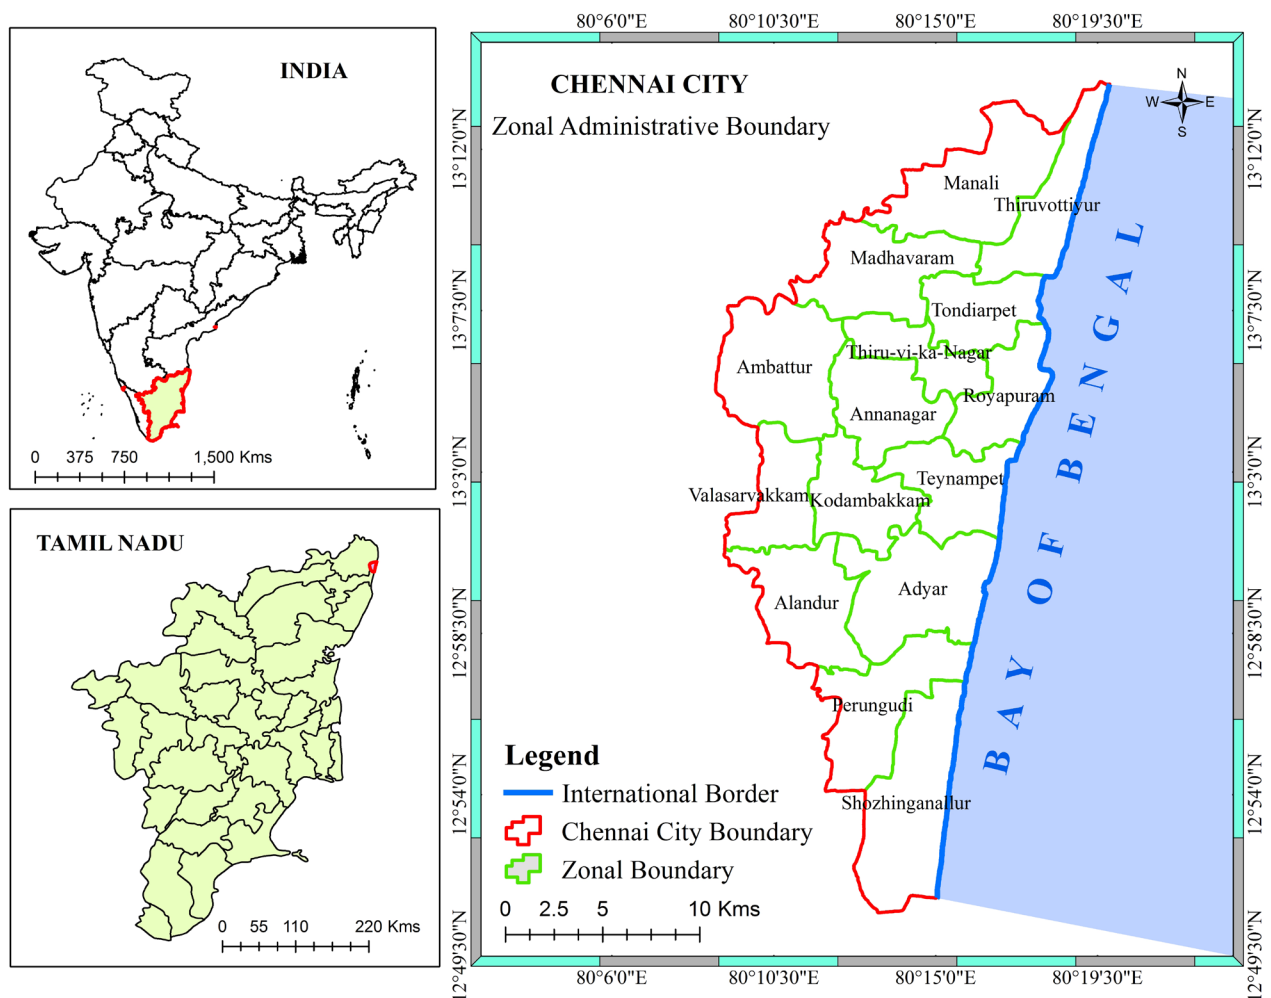 INDIA
0 375 750 1,500 Kms
TAMIL NADU
0 55 110 220 Kms
80°6'0"E 80°10'30"E 80°15'0"E 80°19'30"E
CHENNAI CITY
Zonal Administrative Boundary
N
W E
S
13°12'0"N 13°12'0"N
13°7'30"N 13°7'30"N
13°3'0"N 13°3'0"N
12°58'30"N 12°58'30"N
12°54'0"N 12°54'0"N
12°49'30"N 12°49'30"N
Manali
Thiruvottiyur
Madhavaram
Tondiarpet
Thiru-vi-ka-Nagar
Ambattur
Royapuram
Annanagar
Teynampet
Valasarvakkam
Kodambakkam
Adyar
Alandur
Perungudi
Shozhinganallur
BAY OF BENGAL
Legend
International Border
Chennai City Boundary
Zonal Boundary
0 2.5 5 10 Kms
80°6'0"E 80°10'30"E 80°15'0"E 80°19'30"E